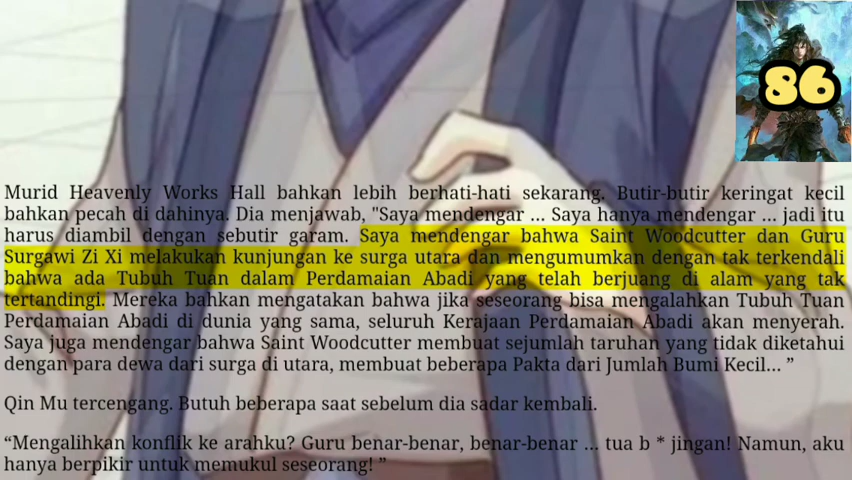 86
Murid Heavenly Works Hall bahkan lebih berhati-hati sekarang. Butir-butir keringat kecil
bahkan pecah di dahinya. Dia menjawab, "Saya mendengar ... Saya hanya mendengar ... jadi itu
harus diambil dengan sebutir garam. Saya mendengar bahwa Saint Woodcutter dan Guru
Surgawi Zi Xi melakukan kunjungan ke surga utara dan mengumumkan dengan tak terkendali
bahwa ada Tubuh Tuan dalam Perdamaian Abadi yang telah berjuang di alam yang tak
tertandingi. Mereka bahkan mengatakan bahwa jika seseorang bisa mengalahkan Tubuh Tuan
Perdamaian Abadi di dunia yang sama, seluruh Kerajaan Perdamaian Abadi akan menyerah.
Saya juga mendengar bahwa Saint Woodcutter membuat sejumlah taruhan yang tidak diketahui
dengan para dewa dari surga di utara, membuat beberapa Pakta dari Jumlah Bumi Kecil... ”
Qin Mu tercengang. Butuh beberapa saat sebelum dia sadar kembali.
“Mengalihkan konflik ke arahku? Guru benar-benar, benar-benar ... tua b * jingan! Namun, aku
hanya berpikir untuk memukul seseorang! ”